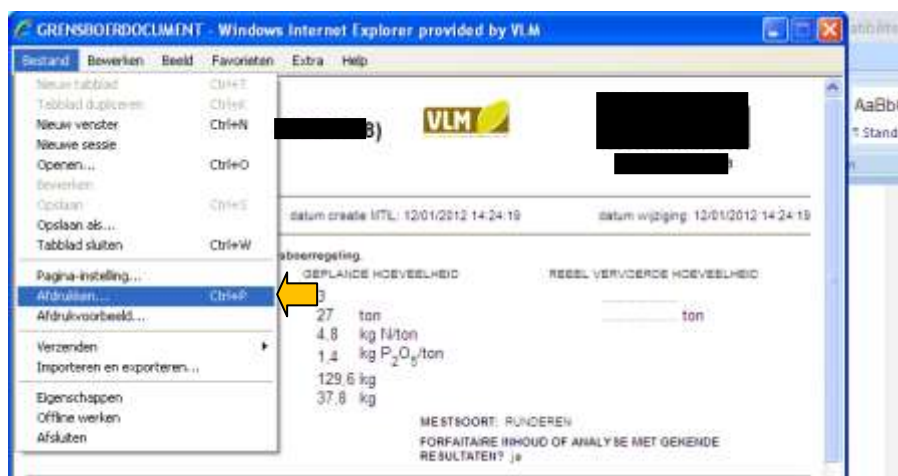 GRENSBOERDOCUMENT - Windows Internet Explorer provided by VLM
Bestand Bewerken Beeld Favorieten Extra Help
Nieuw tabblad Ctrl+T
Tabblad dupliceren Ctrl+K
Nieuw venster Ctrl+N
Nieuwe sessie
Openen... Ctrl+O
Bewerken
Opslaan Ctrl+S
Opslaan als...
Tabblad sluiten Ctrl+W
Pagina-instelling...
Afdrukken... Ctrl+P
Afdrukvoorbeeld...
Verzenden
Importeren en exporteren...
Eigenschappen
Offline werken
Afsluiten
8)
VLM
datum creatie MTIL: 12/01/2012 14:24:19 datum wijziging: 12/01/2012 14:24:19
aboerregeling.
GEPLANDE HOEVEELHEID REEEL VERVOERDE HOEVEELHEID
3
27 ton ton
4,8 kg N/ton
1,4 kg P2O5/ton
129,6 kg
37,8 kg
MESTSOORT: RUNDEREN
FORFAITAIRE INHOUD OF ANALYSE MET GEKENDE
RESULTATEN? ja
AaBb
Stand